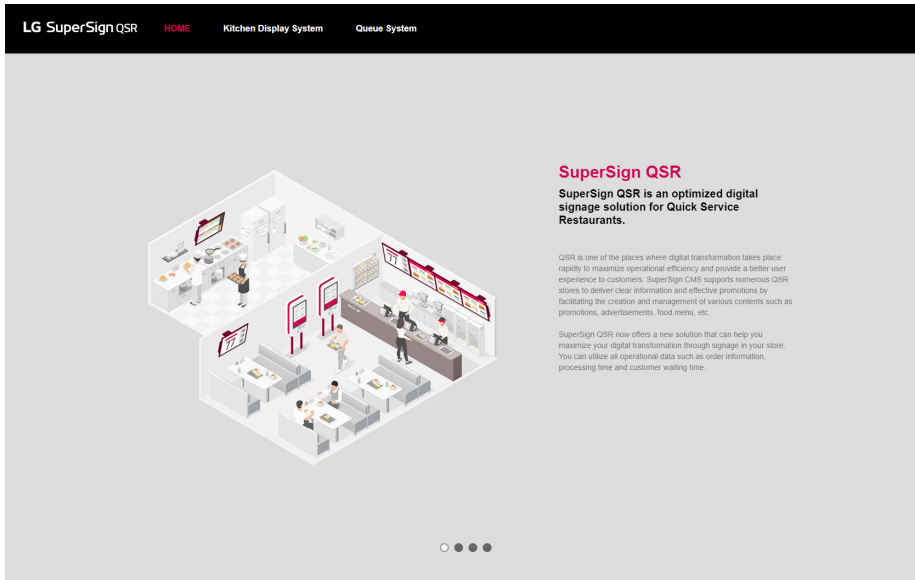 LG SuperSign QSR HOME Kitchen Display System Queue System
SuperSign QSR
SuperSign QSR is an optimized digital
signage solution for Quick Service
Restaurants.
QSR is one of the places where digital transformation takes place
rapidly to maximize operational efficiency and provide a better user
experience to customers. SuperSign CMS supports numerous QSR
stores to deliver clear information and effective promotions by
facilitating the creation and management of various contents such as
promotions, advertisements, food menu, etc.
SuperSign QSR now offers a new solution that can help you
maximize your digital transformation through signage in your store.
You can utilize all operational data such as order information,
processing time and customer waiting time.
77
77